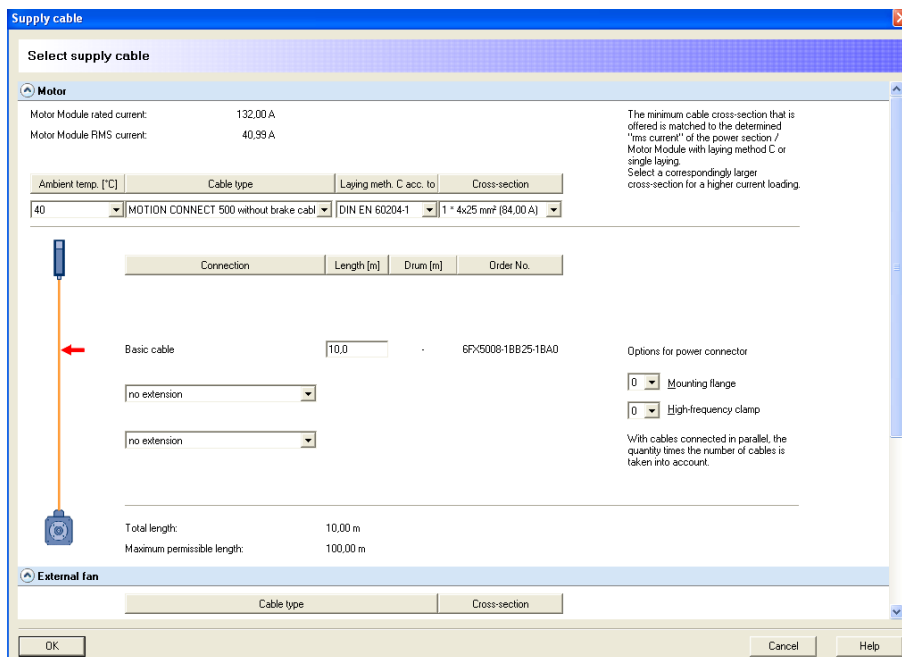 Supply cable
Select supply cable
Motor
Motor Module rated current: 132,00 A
Motor Module RMS current: 40,99 A
The minimum cable cross-section that is
offered is matched to the determined
"rms current" of the power section /
Motor Module with laying method C or
single laying.
Select a correspondingly larger
cross-section for a higher current loading.
Ambient temp. [°C] Cable type Laying meth. C acc. to Cross-section
40 MOTION CONNECT 500 without brake cabl DIN EN 60204-1 1 * 4x25 mm² (84,00 A)
Connection Length [m] Drum [m] Order No.
Basic cable 10,0 - 6FX5008-1BB25-1BA0
Options for power connector
no extension
0 Mounting flange
0 High-frequency clamp
no extension
With cables connected in parallel, the
quantity times the number of cables is
taken into account.
Total length: 10,00 m
Maximum permissible length: 100,00 m
External fan
Cable type Cross-section
OK Cancel Help